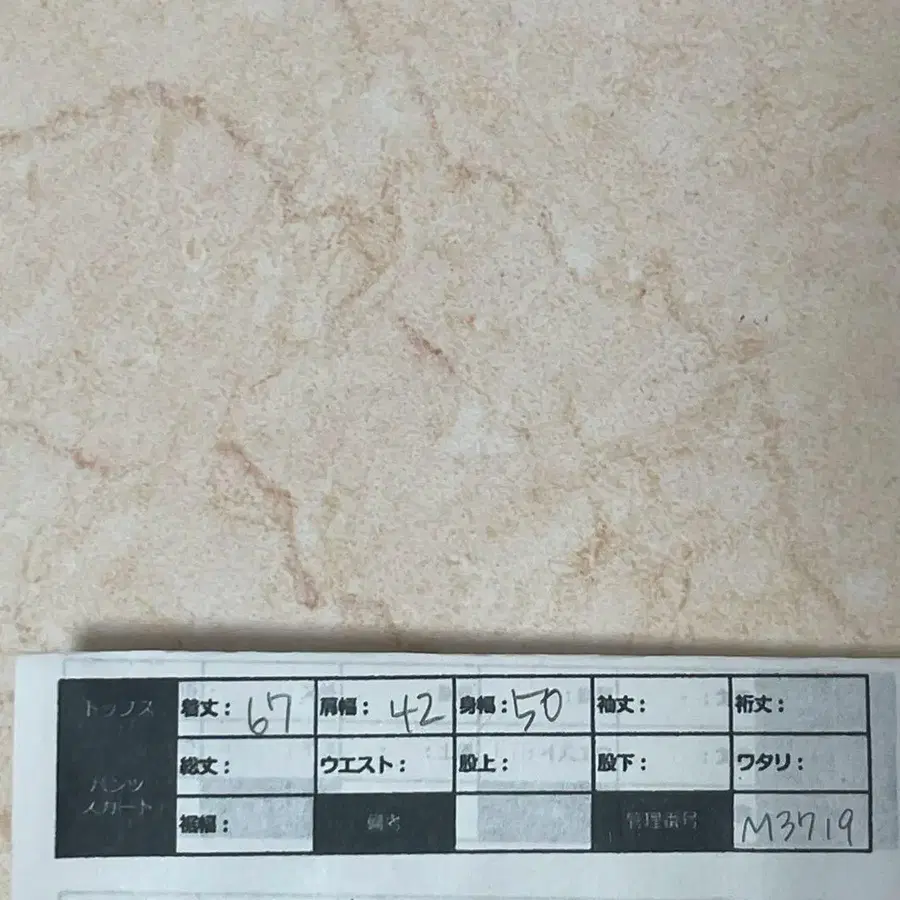 トップス 着丈: 67 肩幅: 42 身幅: 50 袖丈: 裄丈:
パンツ スカート 総丈: ウエスト: 股上: 股下: ワタリ:
裾幅: 備考 管理番号 M3719